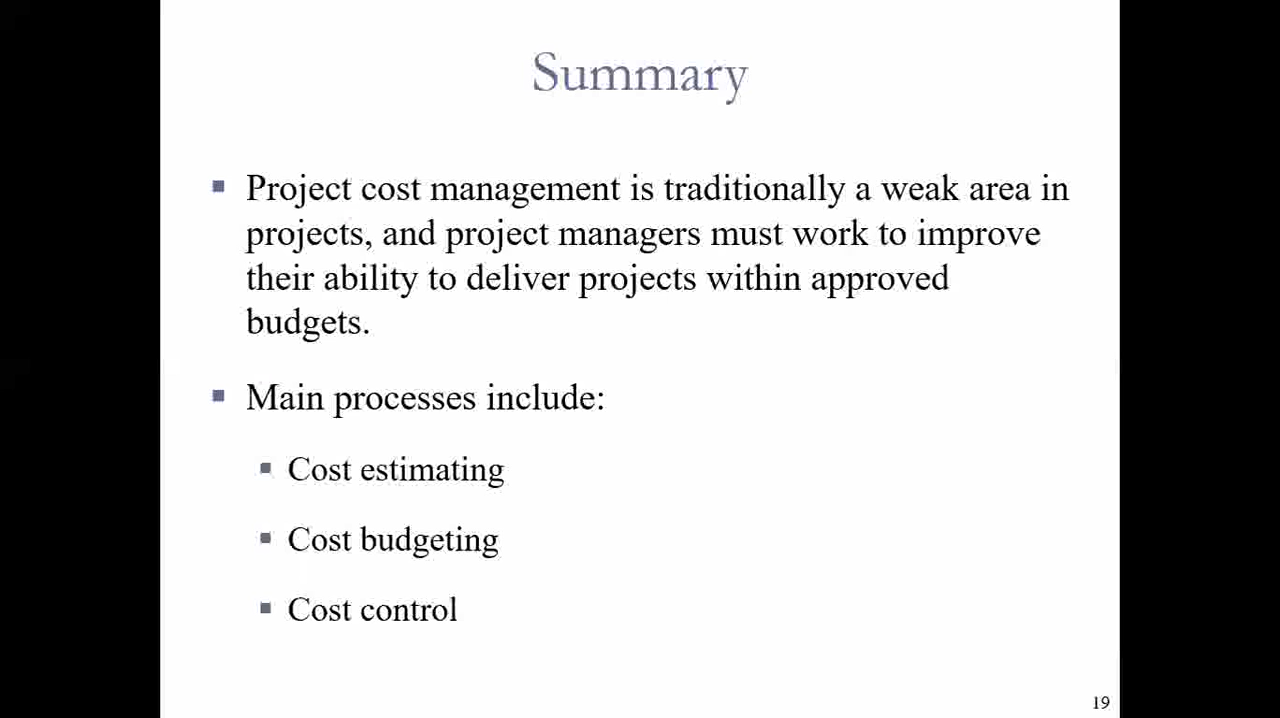 Summary
Project cost management is traditionally a weak area in
projects, and project managers must work to improve
their ability to deliver projects within approved
budgets.
Main processes include:
Cost estimating
Cost budgeting
Cost control
19